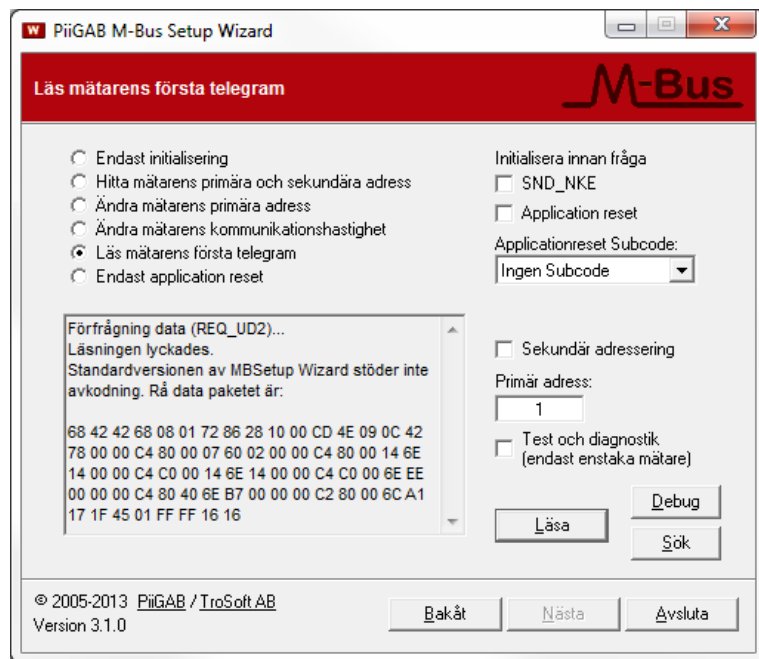 PiiGAB M-Bus Setup Wizard
Läs mätarens första telegram
M-Bus
Endast initialisering
Hitta mätarens primära och sekundära adress
Ändra mätarens primära adress
Ändra mätarens kommunikationshastighet
Läs mätarens första telegram
Endast application reset
Initialisera innan fråga
SND_NKE
Application reset
Applicationreset Subcode:
Ingen Subcode
Förfrågning data (REQ_UD2)...
Läsningen lyckades.
Standardversionen av MBSetup Wizard stöder inte
avkodning. Rå data paketet är:
68 42 42 68 08 01 72 86 28 10 00 CD 4E 09 0C 42
78 00 00 C4 80 00 07 60 02 00 00 C4 80 00 14 6E
14 00 00 C4 C0 00 14 6E 14 00 00 C4 C0 00 6E EE
00 00 00 C4 80 40 6E B7 00 00 00 C2 80 00 6C A1
17 1F 45 01 FF FF 16 16
Sekundär adressering
Primär adress:
1
Test och diagnostik
(endast enstaka mätare)
Läsa
Debug
Sök
© 2005-2013 PiiGAB / TroSoft AB
Version 3.1.0
Bakåt
Nästa
Avsluta